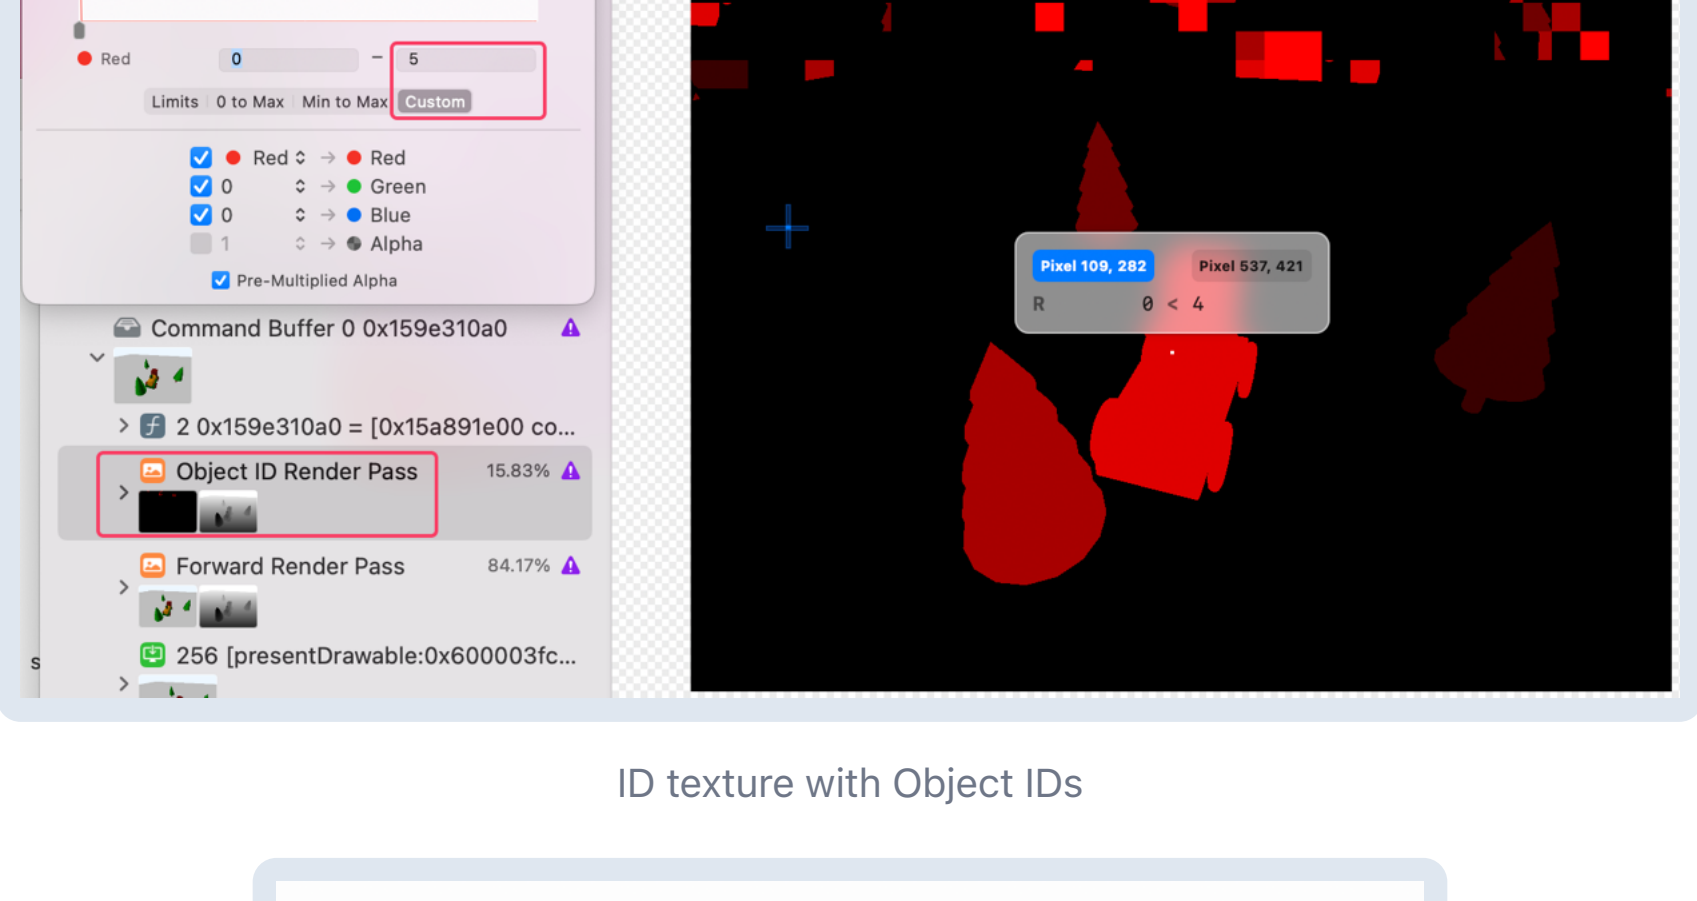 Red 0 – 5
Limits 0 to Max Min to Max Custom
Red → Red
0 → Green
0 → Blue
1 → Alpha
Pre-Multiplied Alpha
Command Buffer 0 0x159e310a0
2 0x159e310a0 = [0x15a891e00 co...
Object ID Render Pass 15.83%
Forward Render Pass 84.17%
s
256 [presentDrawable:0x600003fc...
Pixel 109, 282 Pixel 537, 421
R 0 < 4
ID texture with Object IDs